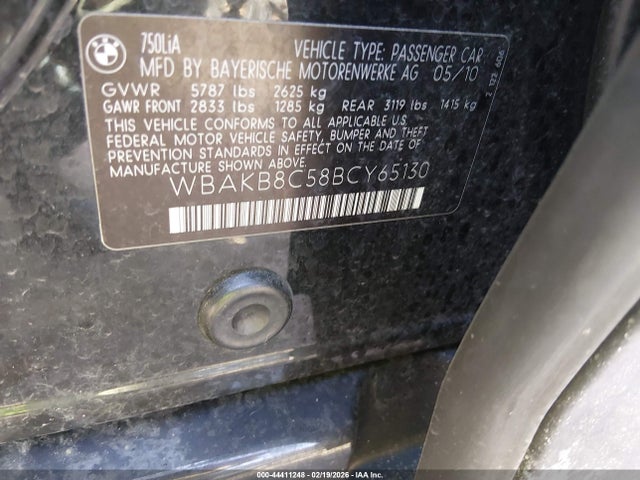 BMW
750LiA
VEHICLE TYPE: PASSENGER CAR
MFD BY BAYERISCHE MOTORENWERKE AG 05/10
GVWR 5787 lbs 2625 kg
GAWR FRONT 2833 lbs 1285 kg REAR 3119 lbs 1415 kg
THIS VEHICLE CONFORMS TO ALL APPLICABLE U.S.
FEDERAL MOTOR VEHICLE SAFETY, BUMPER AND THEFT
PREVENTION STANDARDS IN EFFECT ON THE DATE OF
MANUFACTURE SHOWN ABOVE.
WBAKB8C58BCY65130
000-44411248 - 02/19/2026 - IAA Inc.